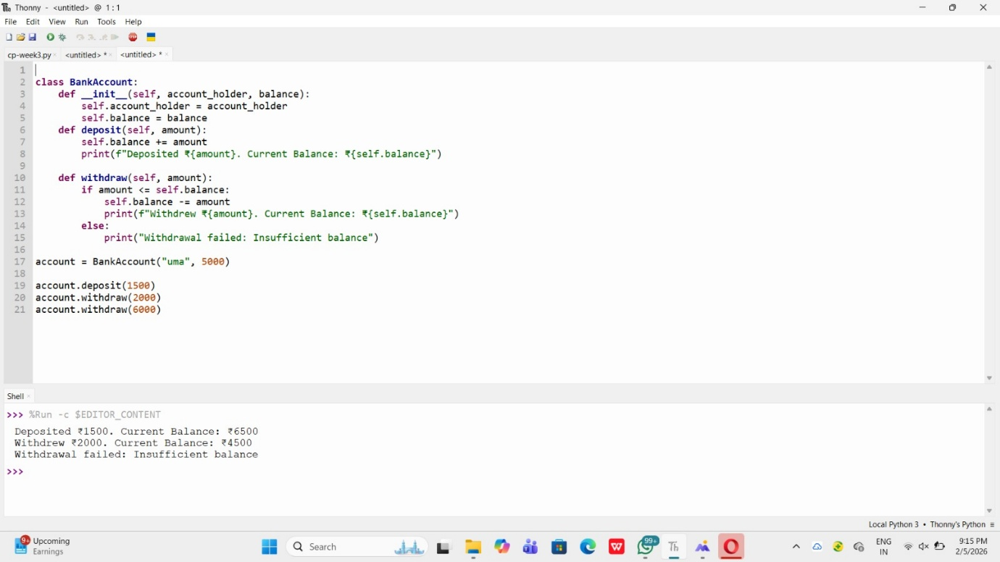 Thonny - <untitled> @ 1:1
File Edit View Run Tools Help
cp-week3.py × <untitled> * × <untitled> * ×
1
2 class BankAccount:
3     def __init__(self, account_holder, balance):
4         self.account_holder = account_holder
5         self.balance = balance
6     def deposit(self, amount):
7         self.balance += amount
8         print(f"Deposited ₹{amount}. Current Balance: ₹{self.balance}")
9
10     def withdraw(self, amount):
11         if amount <= self.balance:
12             self.balance -= amount
13             print(f"Withdrew ₹{amount}. Current Balance: ₹{self.balance}")
14         else:
15             print("Withdrawal failed: Insufficient balance")
16
17 account = BankAccount("uma", 5000)
18
19 account.deposit(1500)
20 account.withdraw(2000)
21 account.withdraw(6000)
Shell ×
>>> %Run -c $EDITOR_CONTENT
Deposited ₹1500. Current Balance: ₹6500
Withdrew ₹2000. Current Balance: ₹4500
Withdrawal failed: Insufficient balance
>>>
Local Python 3 • Thonny's Python ≡
9+ Upcoming
Earnings
Search
W
99+
Th
ENG
IN
9:15 PM
2/5/2026